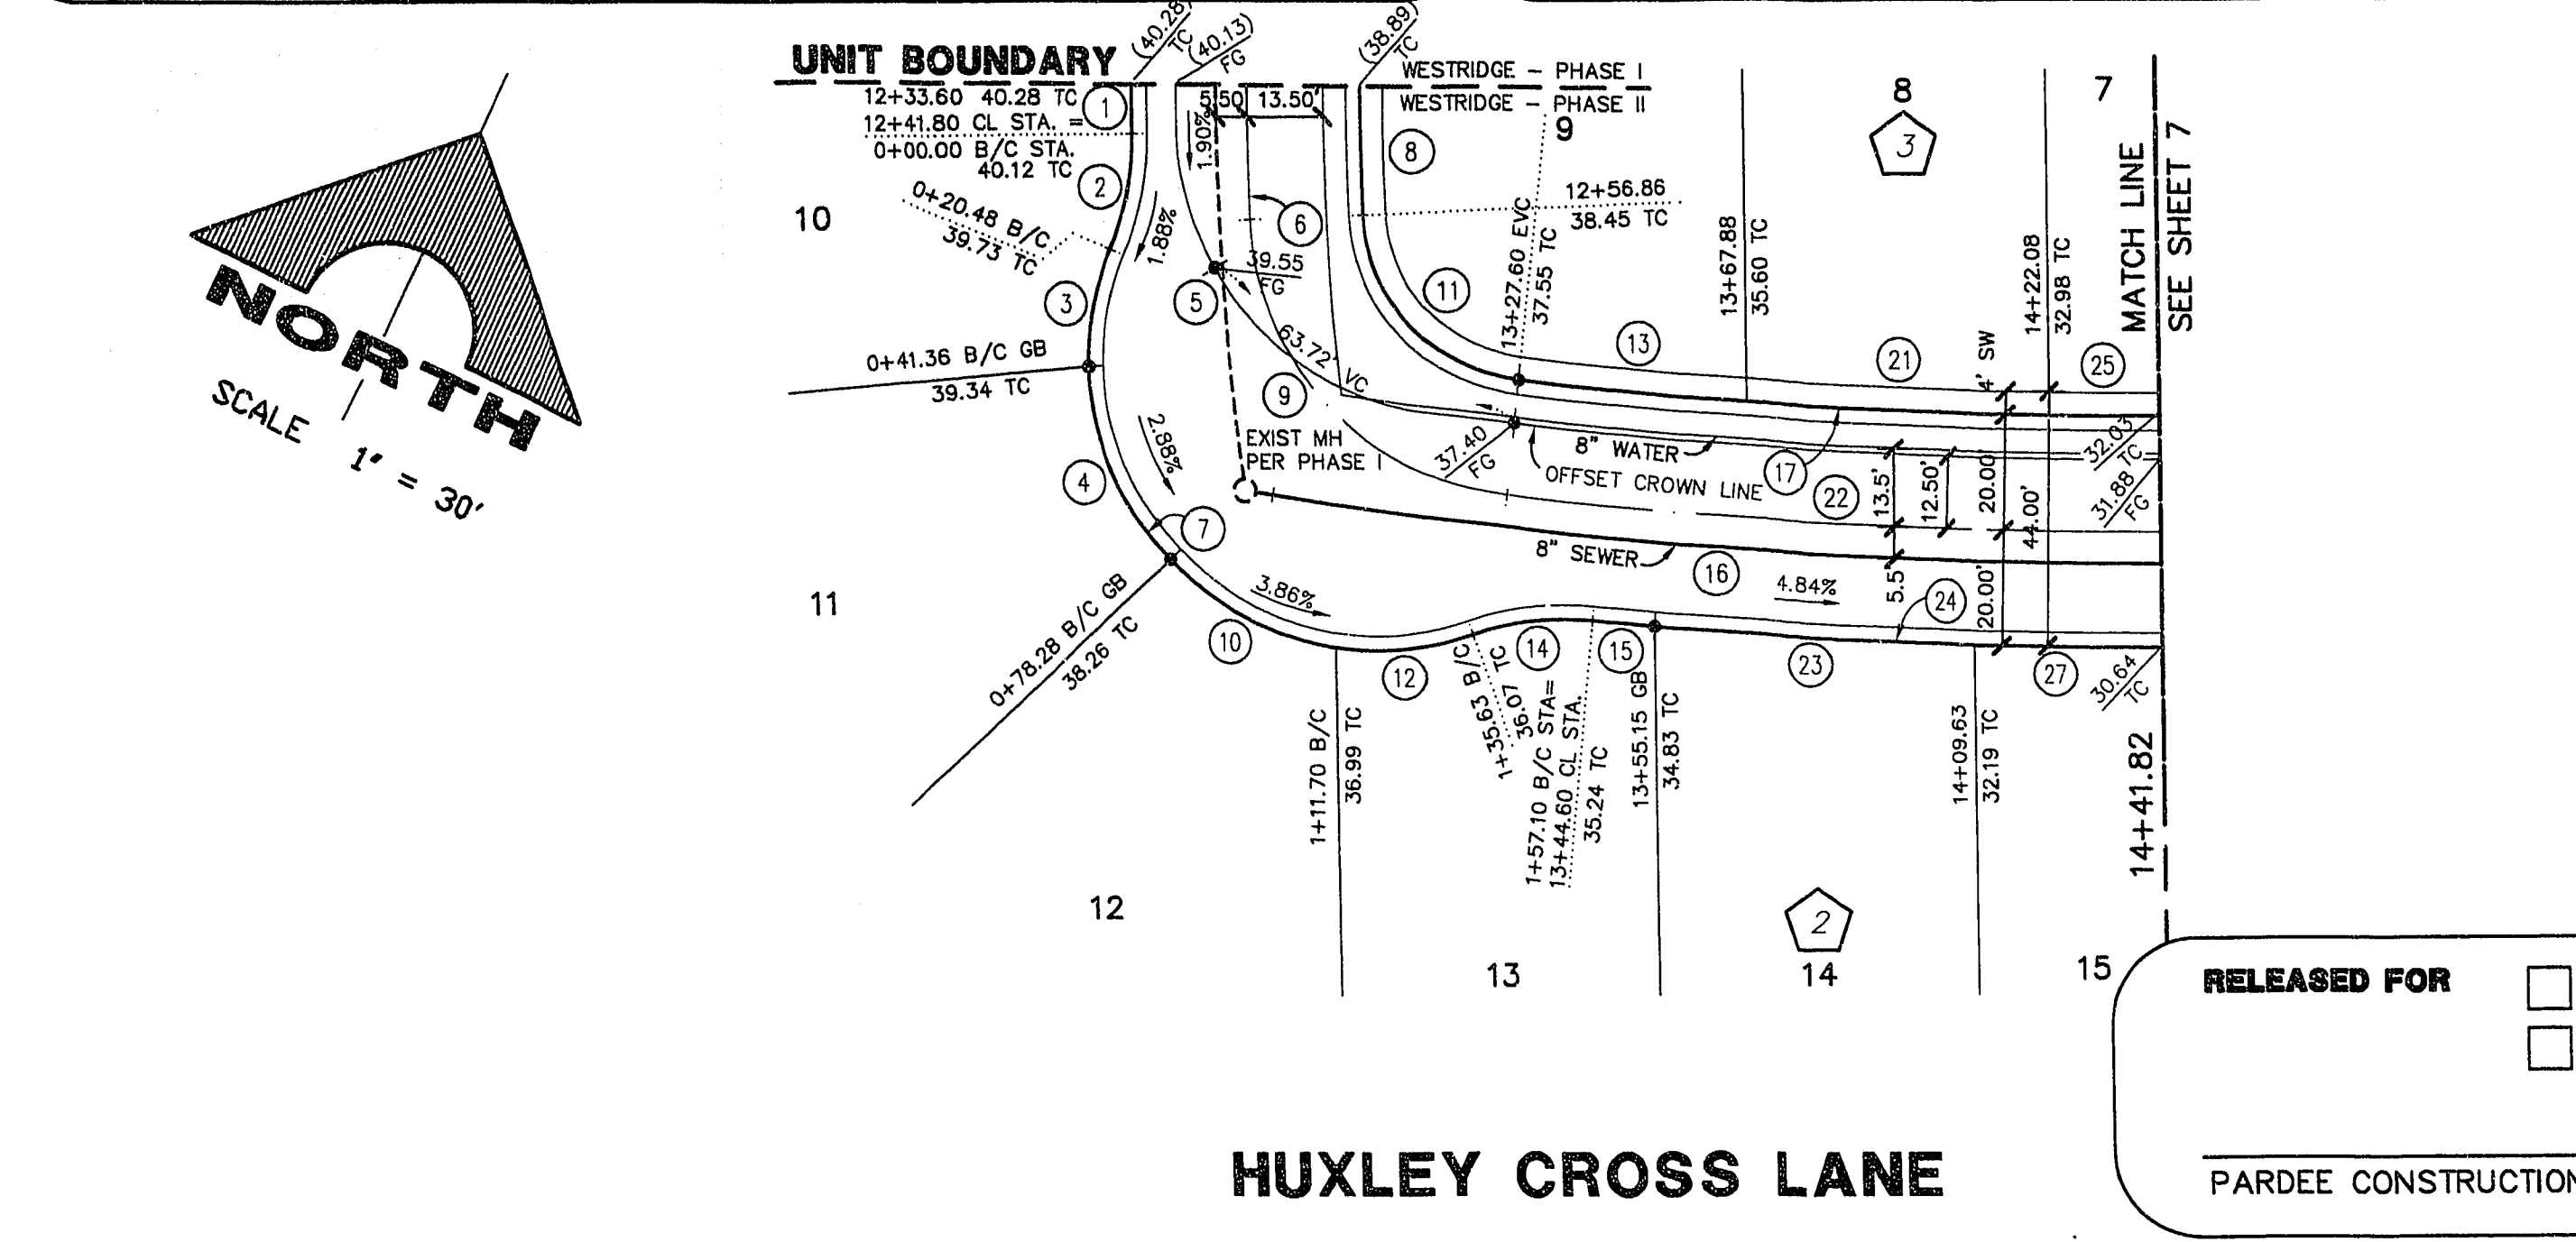 (40.28)
TC
(40.13)
FG
(38.89)
TC
UNIT BOUNDARY
WESTRIDGE - PHASE I
WESTRIDGE - PHASE II
12+33.60 40.28 TC
12+41.80 CL STA. =
0+00.00 B/C STA.
40.12 TC
0+20.48 B/C
39.73 TC
1
2
3
4
5
6
7
8
9
10
11
12
13
14
15
16
17
21
22
23
24
25
27
5.50'
13.50'
1.90%
1.88%
2.88%
3.86%
4.84%
39.55
FG
63.72' VC
12+56.86
38.45 TC
13+27.60 EVC
37.55 TC
13+67.88
35.60 TC
14+22.08
32.98 TC
4' SW
MATCH LINE
SEE SHEET 7
7
8
3
9
10
11
12
13
14
15
2
NORTH
SCALE 1" = 30'
0+41.36 B/C GB
39.34 TC
0+78.28 B/C GB
38.26 TC
EXIST MH
PER PHASE I
37.40
FG
8" WATER
OFFSET CROWN LINE
8" SEWER
13.5'
12.50'
20.00'
44.00'
5.5'
20.00'
32.03
TC
31.88
FG
30.64
TC
1+11.70 B/C
36.99 TC
1+35.63 B/C
36.07 TC
1+57.10 B/C STA=
13+44.60 CL STA.
35.24 TC
13+55.15 GB
34.83 TC
14+09.63
32.19 TC
14+41.82
RELEASED FOR
PARDEE CONSTRUCTION
HUXLEY CROSS LANE